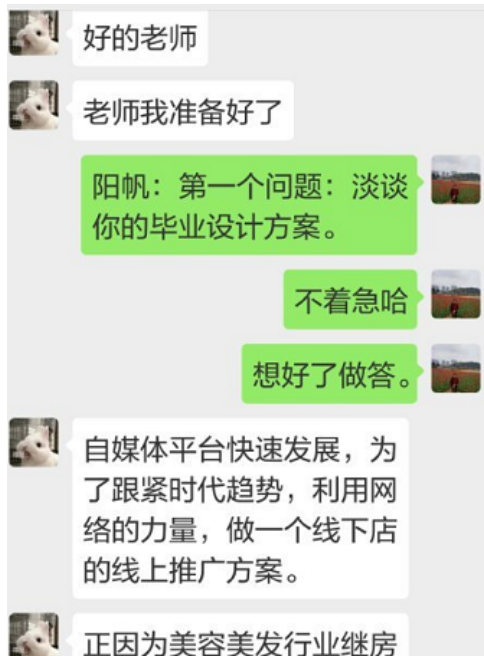 好的老师
老师我准备好了
阳帆：第一个问题：淡谈
你的毕业设计方案。
不着急哈
想好了做答。
自媒体平台快速发展，为
了跟紧时代趋势，利用网
络的力量，做一个线下店
的线上推广方案。
正因为美容美发行业继房